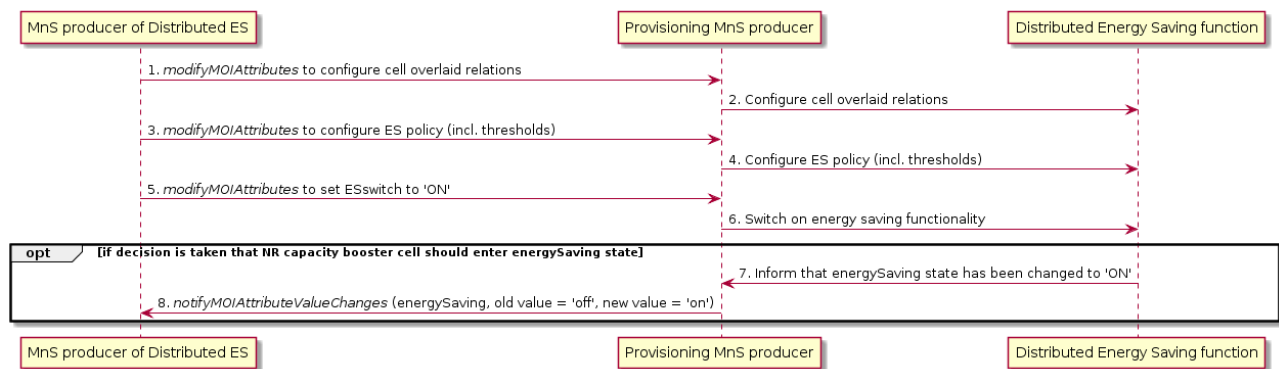 MnS producer of Distributed ES
Provisioning MnS producer
Distributed Energy Saving function
1. modifyMOIAttributes to configure cell overlaid relations
2. Configure cell overlaid relations
3. modifyMOIAttributes to configure ES policy (incl. thresholds)
4. Configure ES policy (incl. thresholds)
5. modifyMOIAttributes to set ESswitch to 'ON'
6. Switch on energy saving functionality
opt
[if decision is taken that NR capacity booster cell should enter energySaving state]
7. Inform that energySaving state has been changed to 'ON'
8. notifyMOIAttributeValueChanges (energySaving, old value = 'off', new value = 'on')
MnS producer of Distributed ES
Provisioning MnS producer
Distributed Energy Saving function